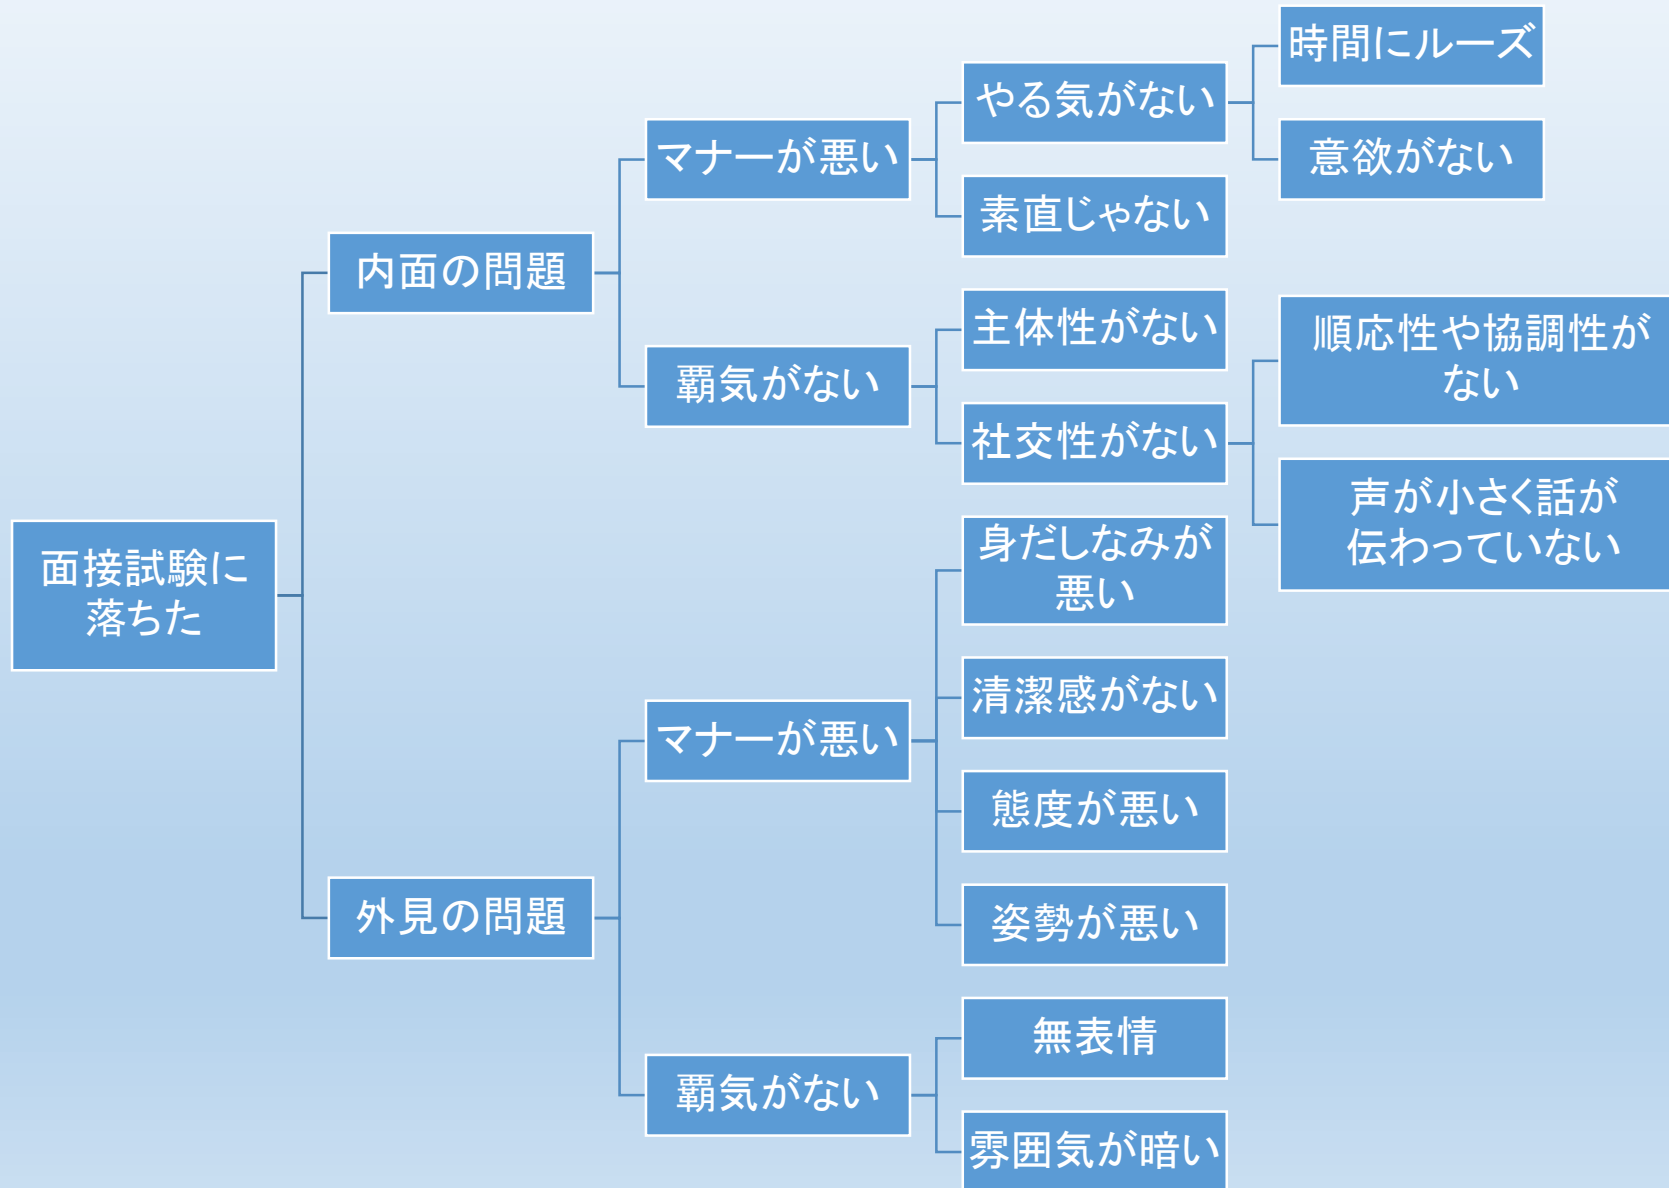 面接試験に
落ちた
内面の問題
マナーが悪い
やる気がない
時間にルーズ
意欲がない
素直じゃない
覇気がない
主体性がない
社交性がない
順応性や協調性が
ない
声が小さく話が
伝わっていない
外見の問題
マナーが悪い
身だしなみが
悪い
清潔感がない
態度が悪い
姿勢が悪い
覇気がない
無表情
雰囲気が暗い